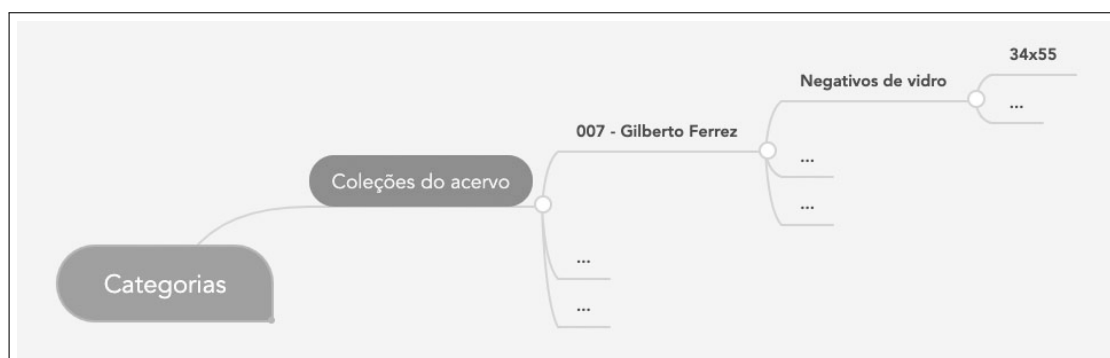 34x55
Negativos de vidro
...
007 - Gilberto Ferrez
...
Coleções do acervo
...
...
Categorias
...